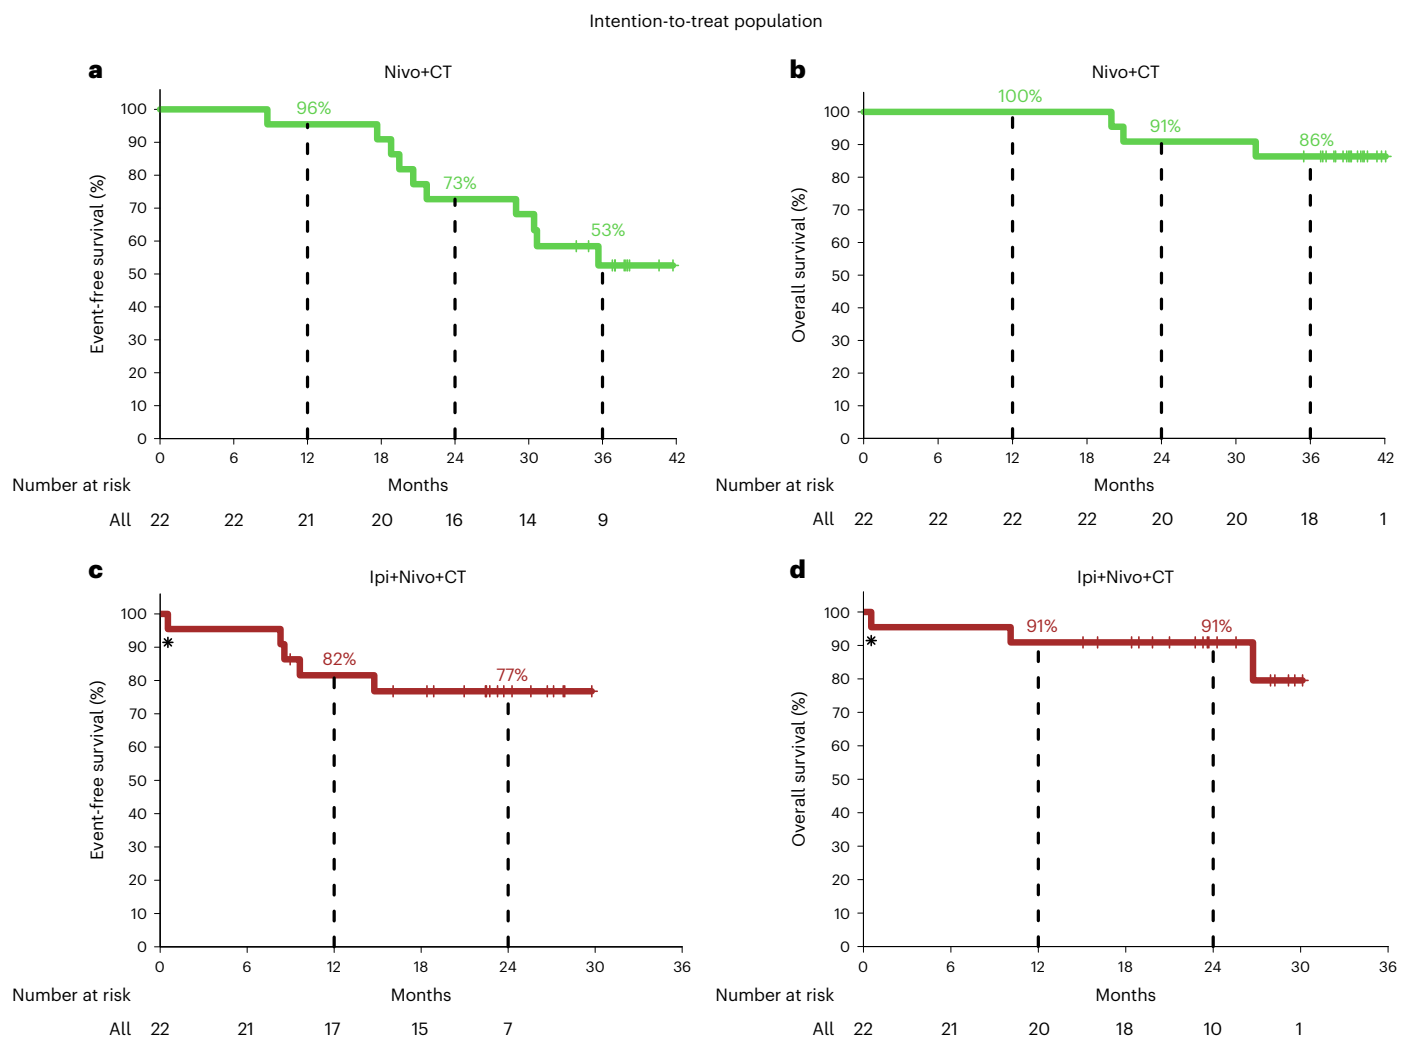 Intention-to-treat population
a
Nivo+CT
Event-free survival (%)
100
90
80
70
60
50
40
30
20
10
0
96%
73%
53%
0 6 12 18 24 30 36 42
Number at risk
Months
All 22 22 21 20 16 14 9
b
Nivo+CT
Overall survival (%)
100
90
80
70
60
50
40
30
20
10
0
100%
91%
86%
0 6 12 18 24 30 36 42
Number at risk
Months
All 22 22 22 22 20 20 18 1
c
Ipi+Nivo+CT
Event-free survival (%)
100
90
80
70
60
50
40
30
20
10
0
*
82%
77%
0 6 12 18 24 30 36
Number at risk
Months
All 22 21 17 15 7
d
Ipi+Nivo+CT
Overall survival (%)
100
90
80
70
60
50
40
30
20
10
0
*
91%
91%
0 6 12 18 24 30 36
Number at risk
Months
All 22 21 20 18 10 1